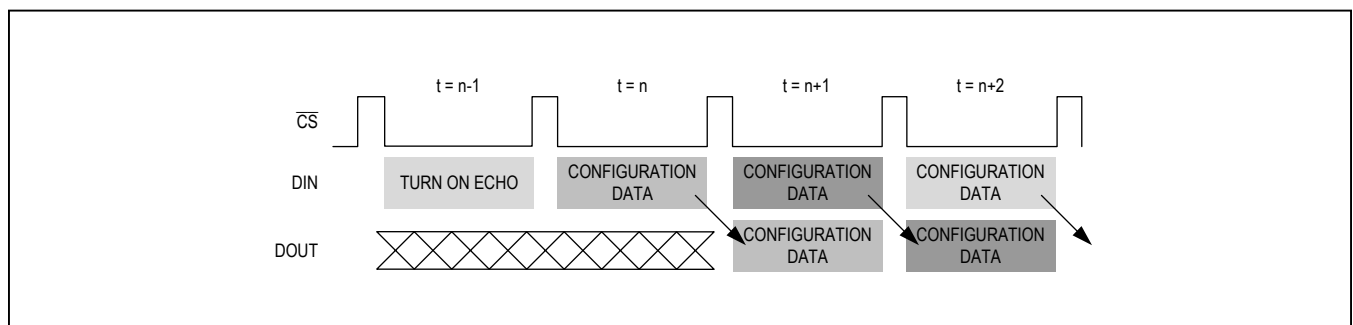 t = n-1 t = n t = n+1 t = n+2
CS
DIN TURN ON ECHO CONFIGURATION DATA CONFIGURATION DATA CONFIGURATION DATA
DOUT CONFIGURATION DATA CONFIGURATION DATA